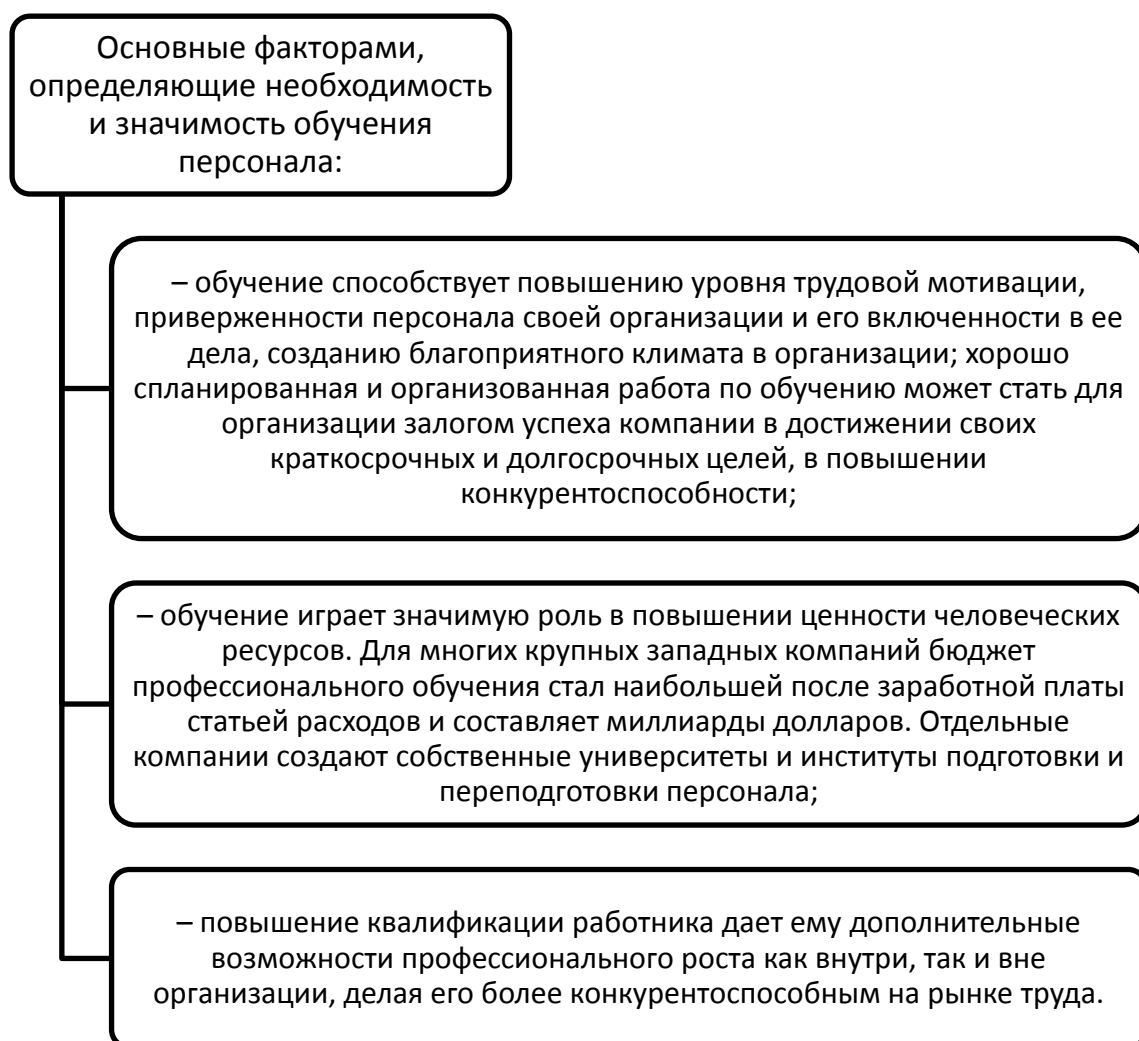 Основные факторами,
определяющие необходимость
и значимость обучения
персонала:
– обучение способствует повышению уровня трудовой мотивации,
приверженности персонала своей организации и его включенности в ее
дела, созданию благоприятного климата в организации; хорошо
спланированная и организованная работа по обучению может стать для
организации залогом успеха компании в достижении своих
краткосрочных и долгосрочных целей, в повышении
конкурентоспособности;
– обучение играет значимую роль в повышении ценности человеческих
ресурсов. Для многих крупных западных компаний бюджет
профессионального обучения стал наибольшей после заработной платы
статьей расходов и составляет миллиарды долларов. Отдельные
компании создают собственные университеты и институты подготовки и
переподготовки персонала;
– повышение квалификации работника дает ему дополнительные
возможности профессионального роста как внутри, так и вне
организации, делая его более конкурентоспособным на рынке труда.